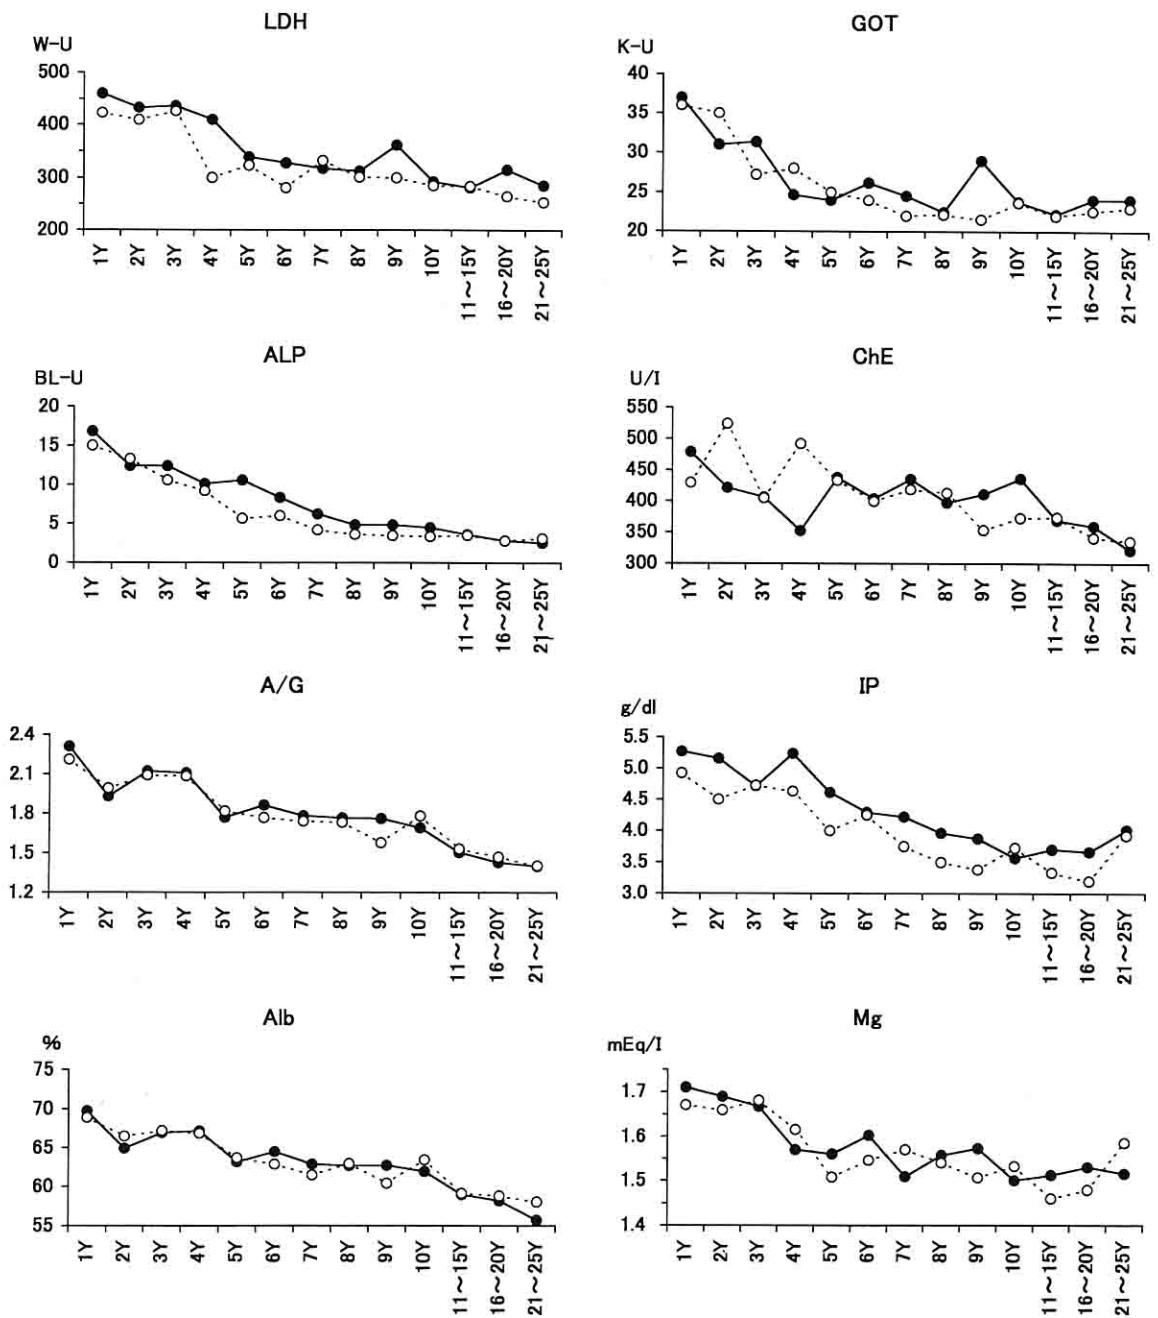 LDH
W-U
500
400
300
200
1Y 2Y 3Y 4Y 5Y 6Y 7Y 8Y 9Y 10Y 11~15Y 16~20Y 21~25Y
GOT
K-U
40
35
30
25
20
1Y 2Y 3Y 4Y 5Y 6Y 7Y 8Y 9Y 10Y 11~15Y 16~20Y 21~25Y
ALP
BL-U
20
15
10
5
0
1Y 2Y 3Y 4Y 5Y 6Y 7Y 8Y 9Y 10Y 11~15Y 16~20Y 21~25Y
ChE
U/I
550
500
450
400
350
300
1Y 2Y 3Y 4Y 5Y 6Y 7Y 8Y 9Y 10Y 11~15Y 16~20Y 21~25Y
A/G
2.4
2.1
1.8
1.5
1.2
1Y 2Y 3Y 4Y 5Y 6Y 7Y 8Y 9Y 10Y 11~15Y 16~20Y 21~25Y
IP
g/dl
5.5
5.0
4.5
4.0
3.5
3.0
1Y 2Y 3Y 4Y 5Y 6Y 7Y 8Y 9Y 10Y 11~15Y 16~20Y 21~25Y
Alb
%
75
70
65
60
55
1Y 2Y 3Y 4Y 5Y 6Y 7Y 8Y 9Y 10Y 11~15Y 16~20Y 21~25Y
Mg
mEq/I
1.7
1.6
1.5
1.4
1Y 2Y 3Y 4Y 5Y 6Y 7Y 8Y 9Y 10Y 11~15Y 16~20Y 21~25Y